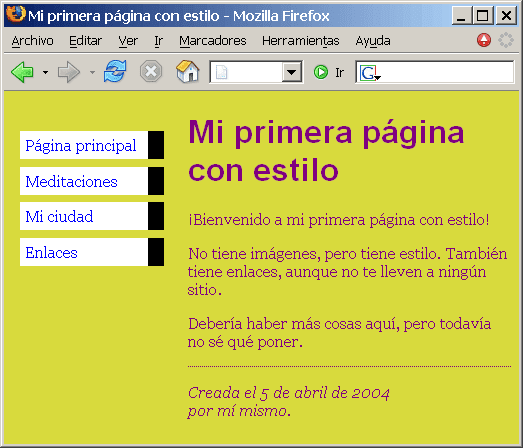 Mi primera página con estilo - Mozilla Firefox
Archivo Editar Ver Ir Marcadores Herramientas Ayuda
Ir G
Página principal
Meditaciones
Mi ciudad
Enlaces
Mi primera página
con estilo
¡Bienvenido a mi primera página con estilo!
No tiene imágenes, pero tiene estilo. También
tiene enlaces, aunque no te lleven a ningún
sitio.
Debería haber más cosas aquí, pero todavía
no sé qué poner.
Creada el 5 de abril de 2004
por mí mismo.